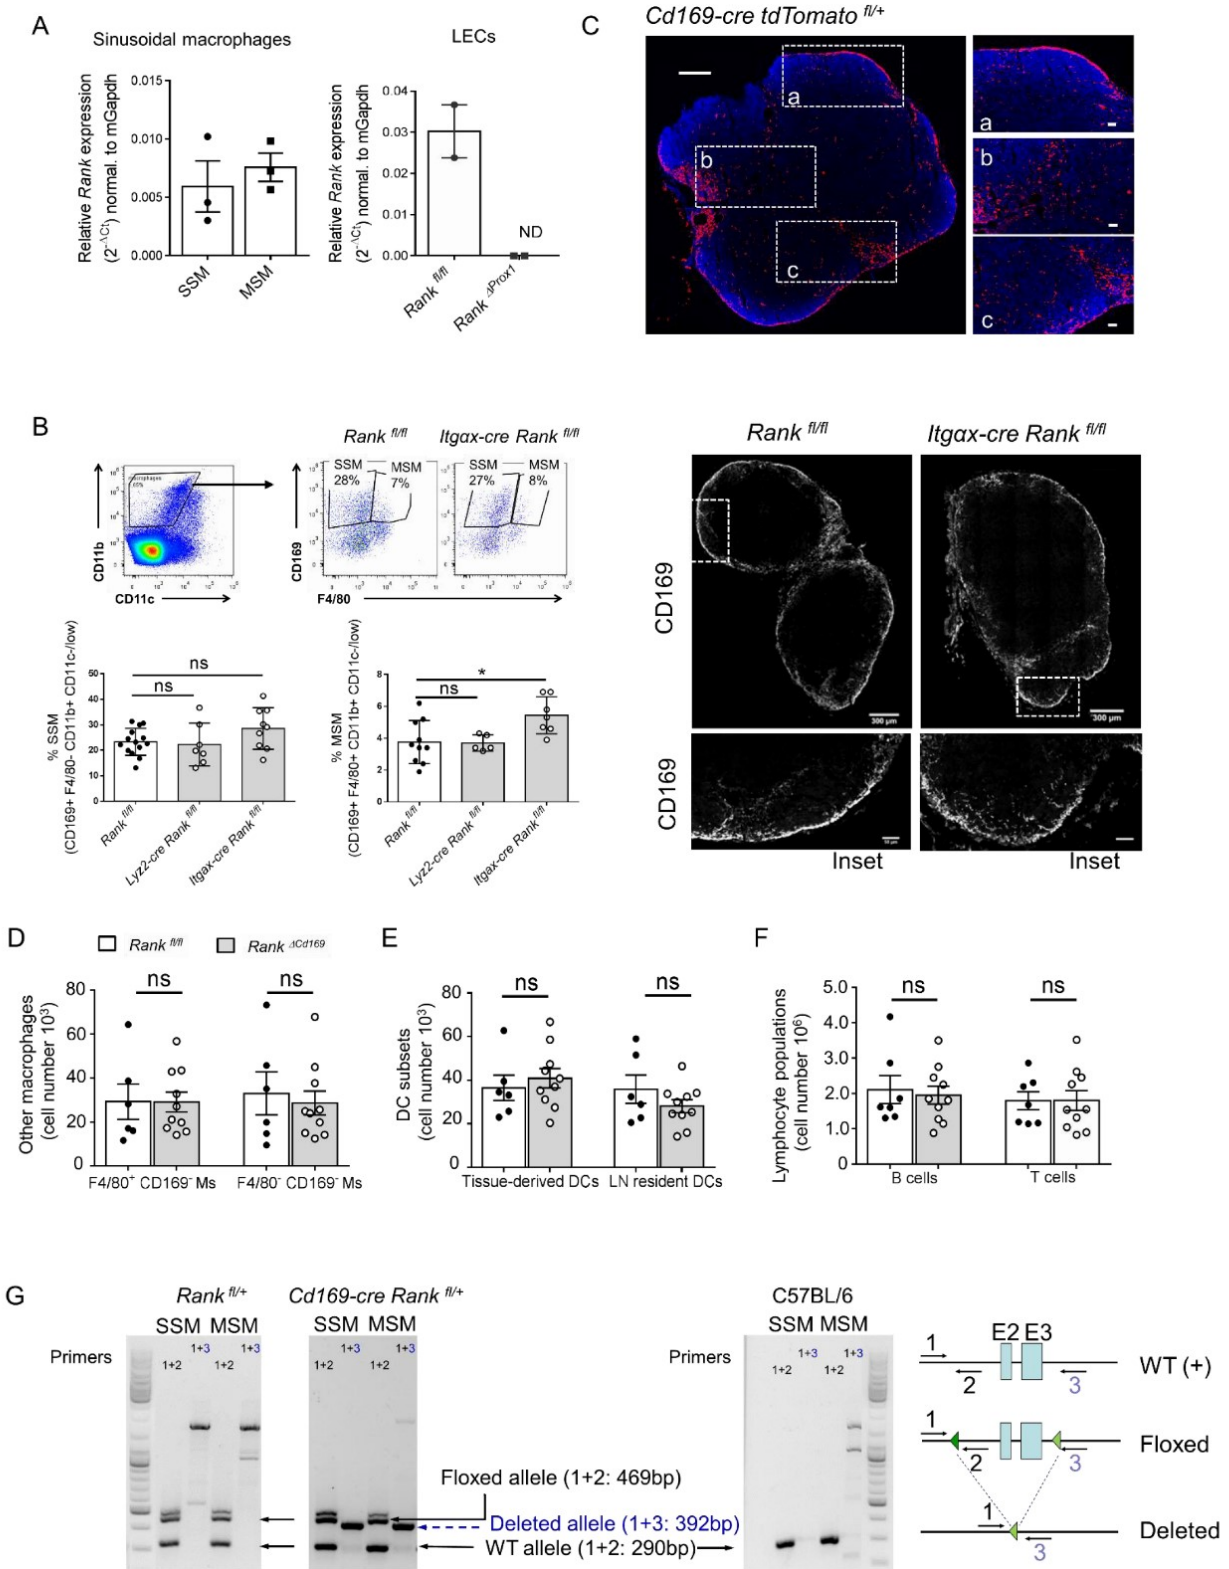 A
Sinusoidal macrophages
LECs
Relative Rank expression
(2^-ΔCt) normal. to mGapdh
0.015
0.010
0.005
0.000
SSM
MSM
Relative Rank expression
(2^-ΔCt) normal. to mGapdh
0.04
0.03
0.02
0.01
0.00
ND
Rank fl/fl
Rank ΔProx1
C
Cd169-cre tdTomato fl/+
a
b
c
a
b
c
B
Rank fl/fl
Itgax-cre Rank fl/fl
CD11b
CD11c
CD169
F4/80
SSM
28%
MSM
7%
SSM
27%
MSM
8%
% SSM
(CD169+ F4/80- CD11b+ CD11c-/low)
50
40
30
20
10
0
ns
ns
Rank fl/fl
Lyz2-cre Rank fl/fl
Itgax-cre Rank fl/fl
% MSM
(CD169+ F4/80+ CD11b+ CD11c-/low)
8
6
4
2
0
*
ns
Rank fl/fl
Lyz2-cre Rank fl/fl
Itgax-cre Rank fl/fl
Rank fl/fl
Itgax-cre Rank fl/fl
CD169
300 µm
300 µm
CD169
Inset
Inset
D
Rank fl/fl
Rank ΔCd169
Other macrophages
(cell number 10³)
80
60
40
20
0
ns
ns
F4/80⁺ CD169⁻ Ms
F4/80⁻ CD169⁻ Ms
E
DC subsets
(cell number 10³)
80
60
40
20
0
ns
ns
Tissue-derived DCs
LN resident DCs
F
Lymphocyte populations
(cell number 10⁶)
5.0
4.0
3.0
2.0
1.0
0
ns
ns
B cells
T cells
G
Rank fl/+
Cd169-cre Rank fl/+
C57BL/6
SSM MSM
SSM MSM
SSM MSM
Primers
1+2
1+3
1+2
1+3
1+2
1+3
1+2
1+3
Primers
1+2
1+3
1+2
1+3
Floxed allele (1+2: 469bp)
Deleted allele (1+3: 392bp)
WT allele (1+2: 290bp)
1
E2 E3
2
3
WT (+)
1
2
3
Floxed
1
3
Deleted